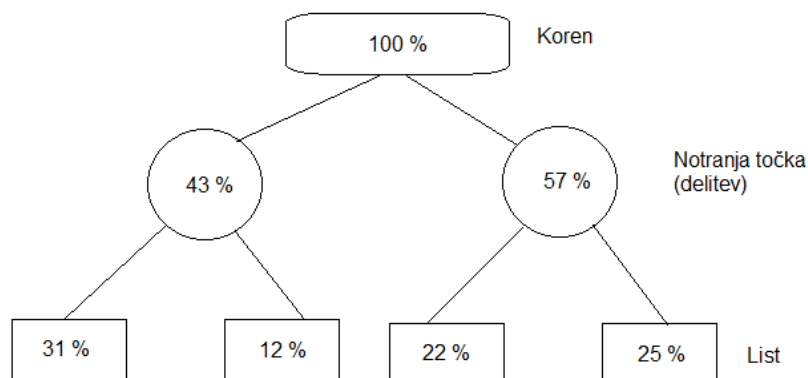 100 %
Koren
43 %
57 %
Notranja točka
(delitev)
31 %
12 %
22 %
25 %
List